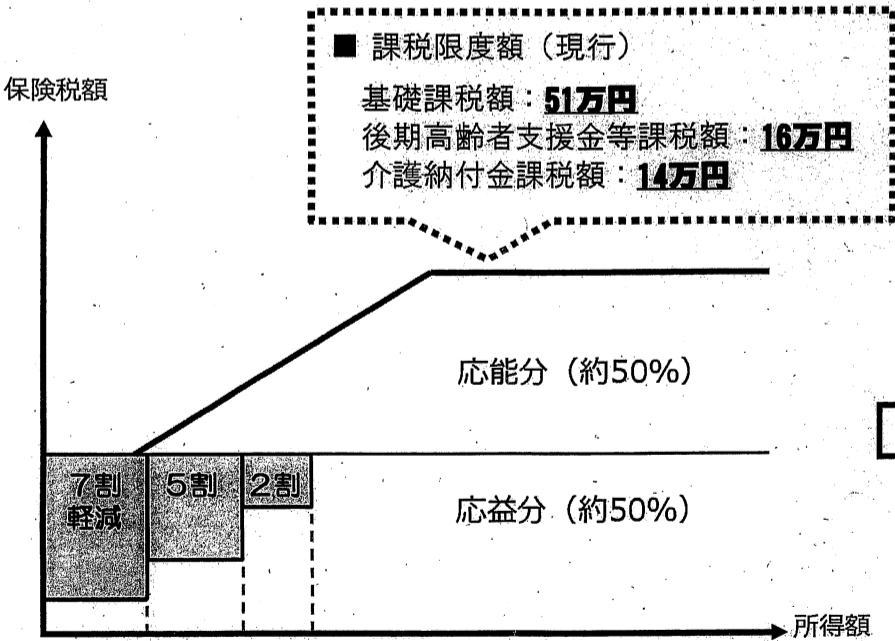 ■ 課税限度額（現行）
基礎課税額：51万円
後期高齢者支援金等課税額：16万円
介護納付金課税額：14万円
保険税額
応能分（約50%）
7割
軽減
5割
2割
応益分（約50%）
所得額